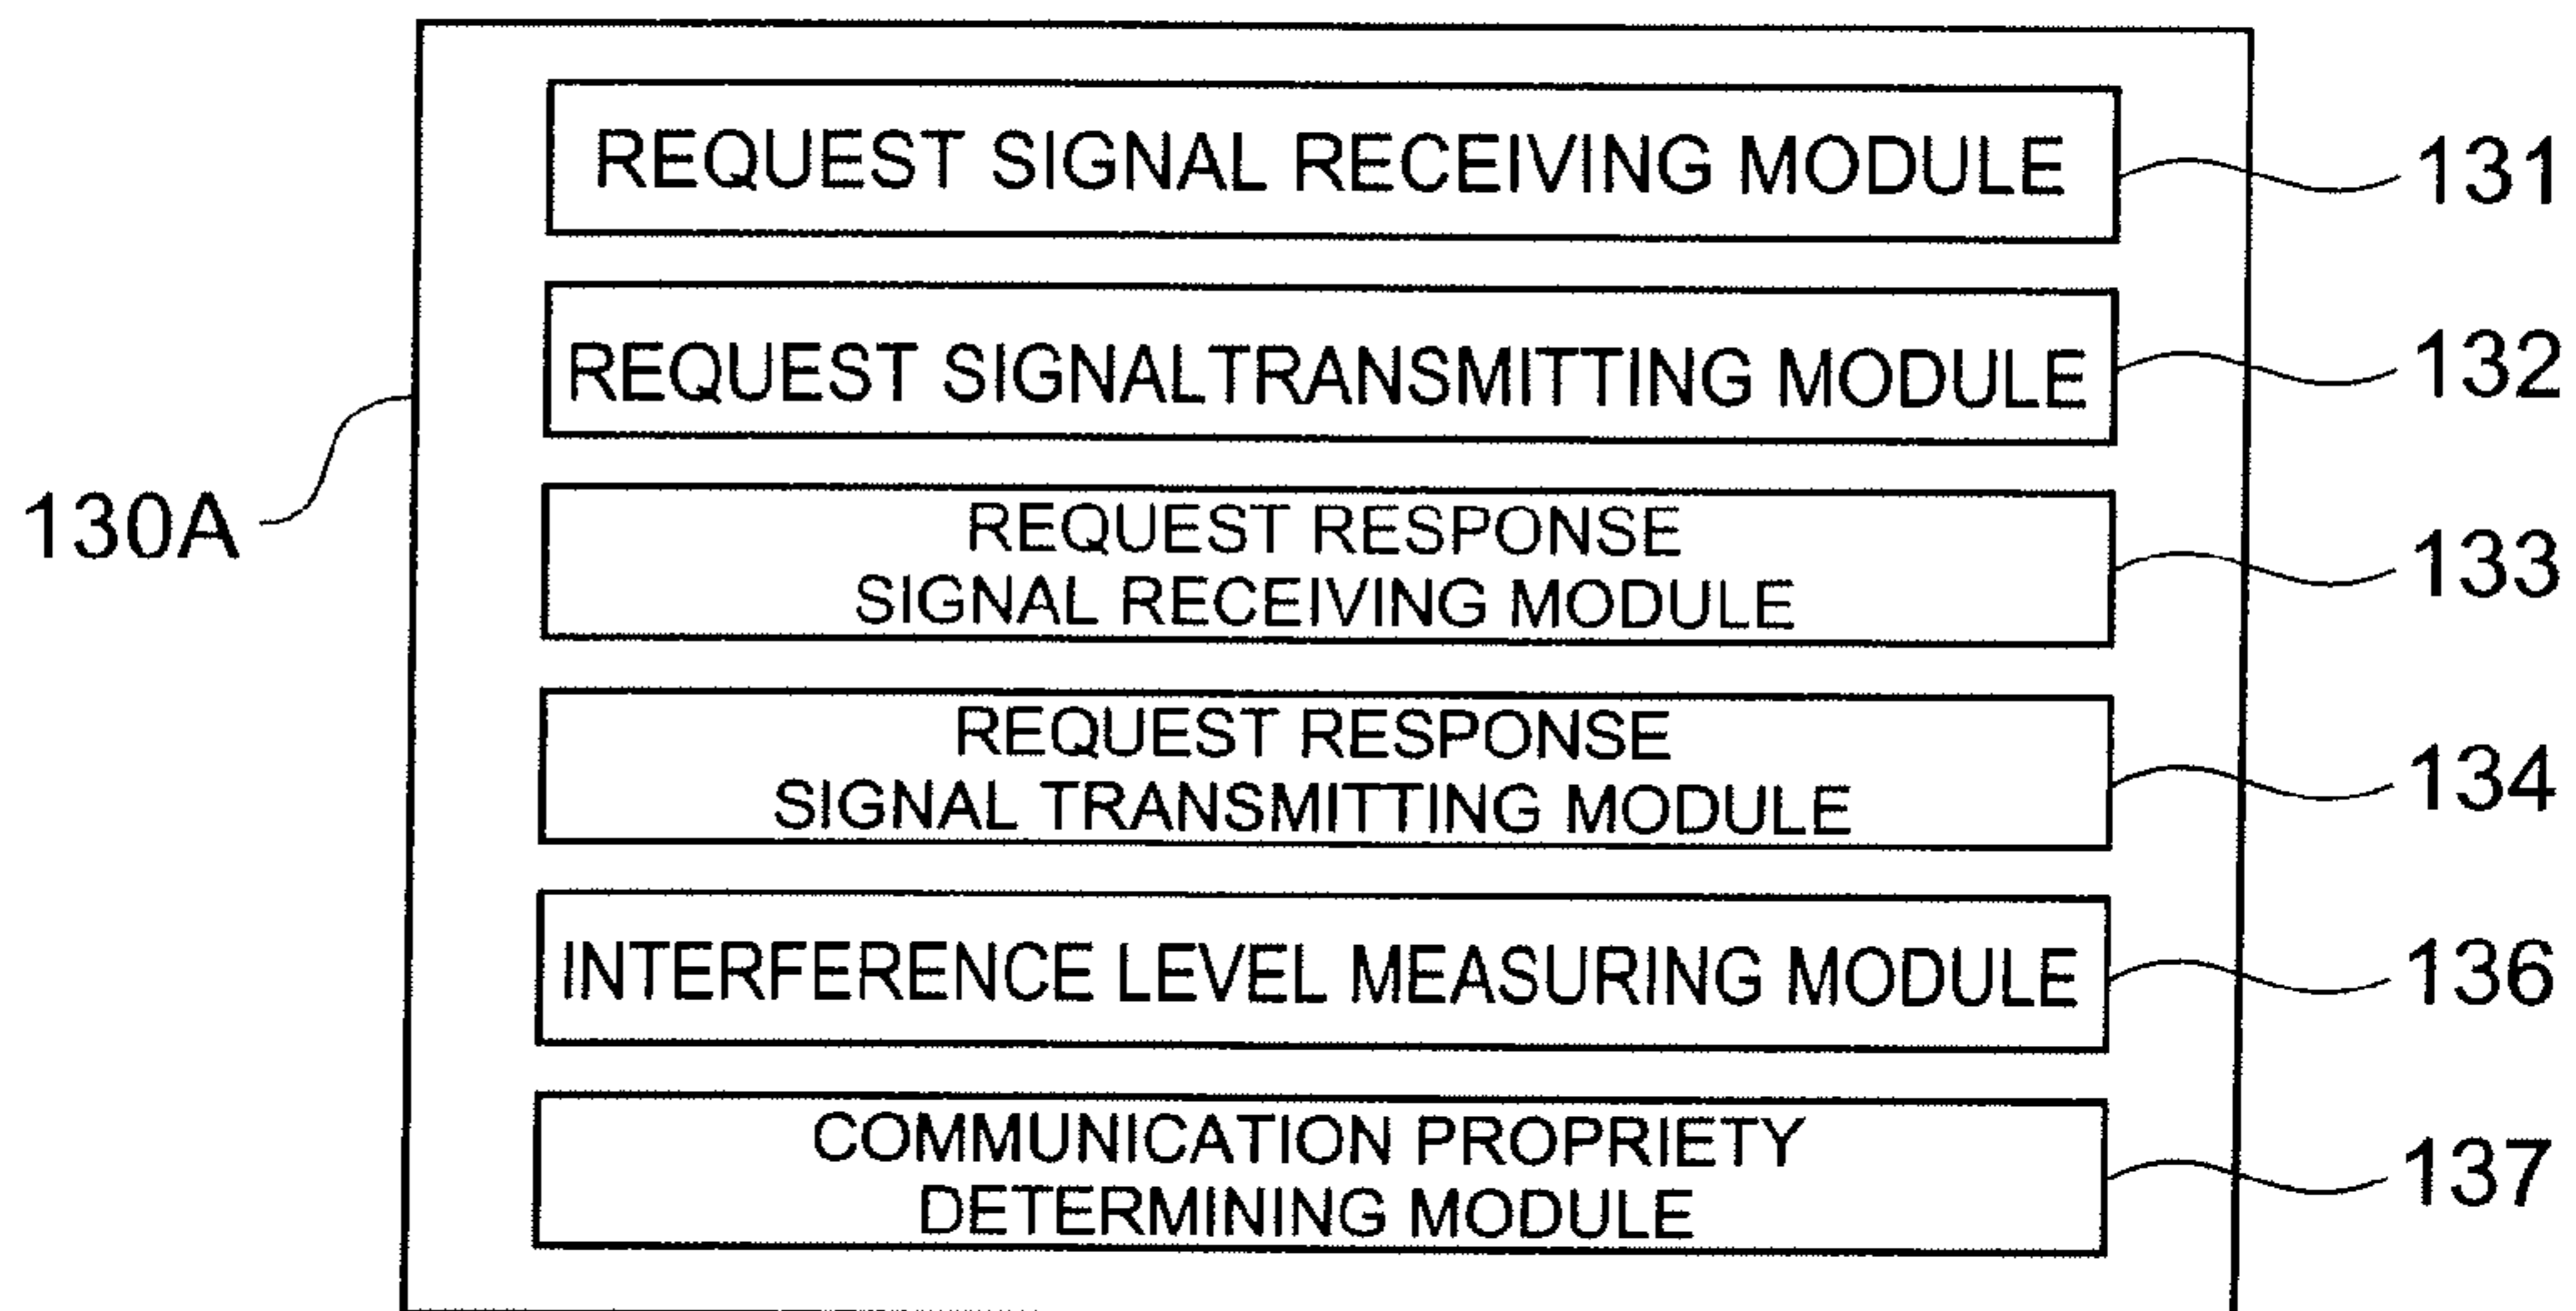 REQUEST SIGNAL RECEIVING MODULE
131
REQUEST SIGNALTRANSMITTING MODULE
132
130A
REQUEST RESPONSE
SIGNAL RECEIVING MODULE
133
REQUEST RESPONSE
SIGNAL TRANSMITTING MODULE
134
INTERFERENCE LEVEL MEASURING MODULE
136
COMMUNICATION PROPRIETY
DETERMINING MODULE
137